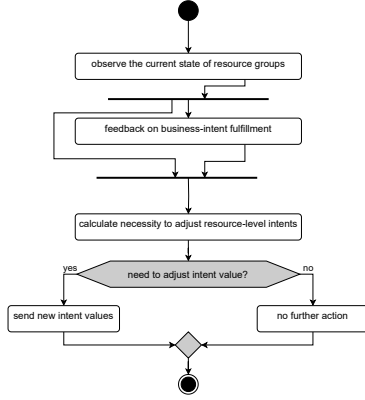 observe the current state of resource groups
feedback on business-intent fulfillment
calculate necessity to adjust resource-level intents
need to adjust intent value?
yes
no
send new intent values
no further action